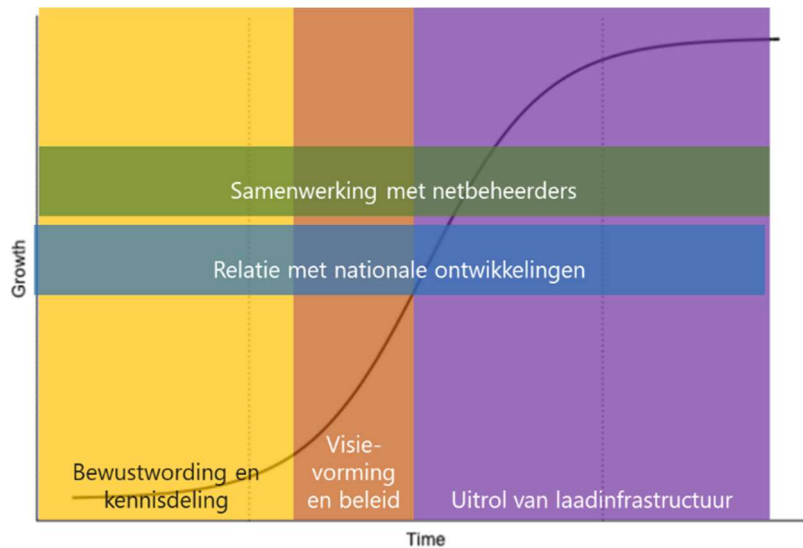 Samenwerking met netbeheerders
Relatie met nationale ontwikkelingen
Growth
Bewustwording en
kennisdeling
Visie-
vorming
en beleid
Uitrol van laadinfrastructuur
Time